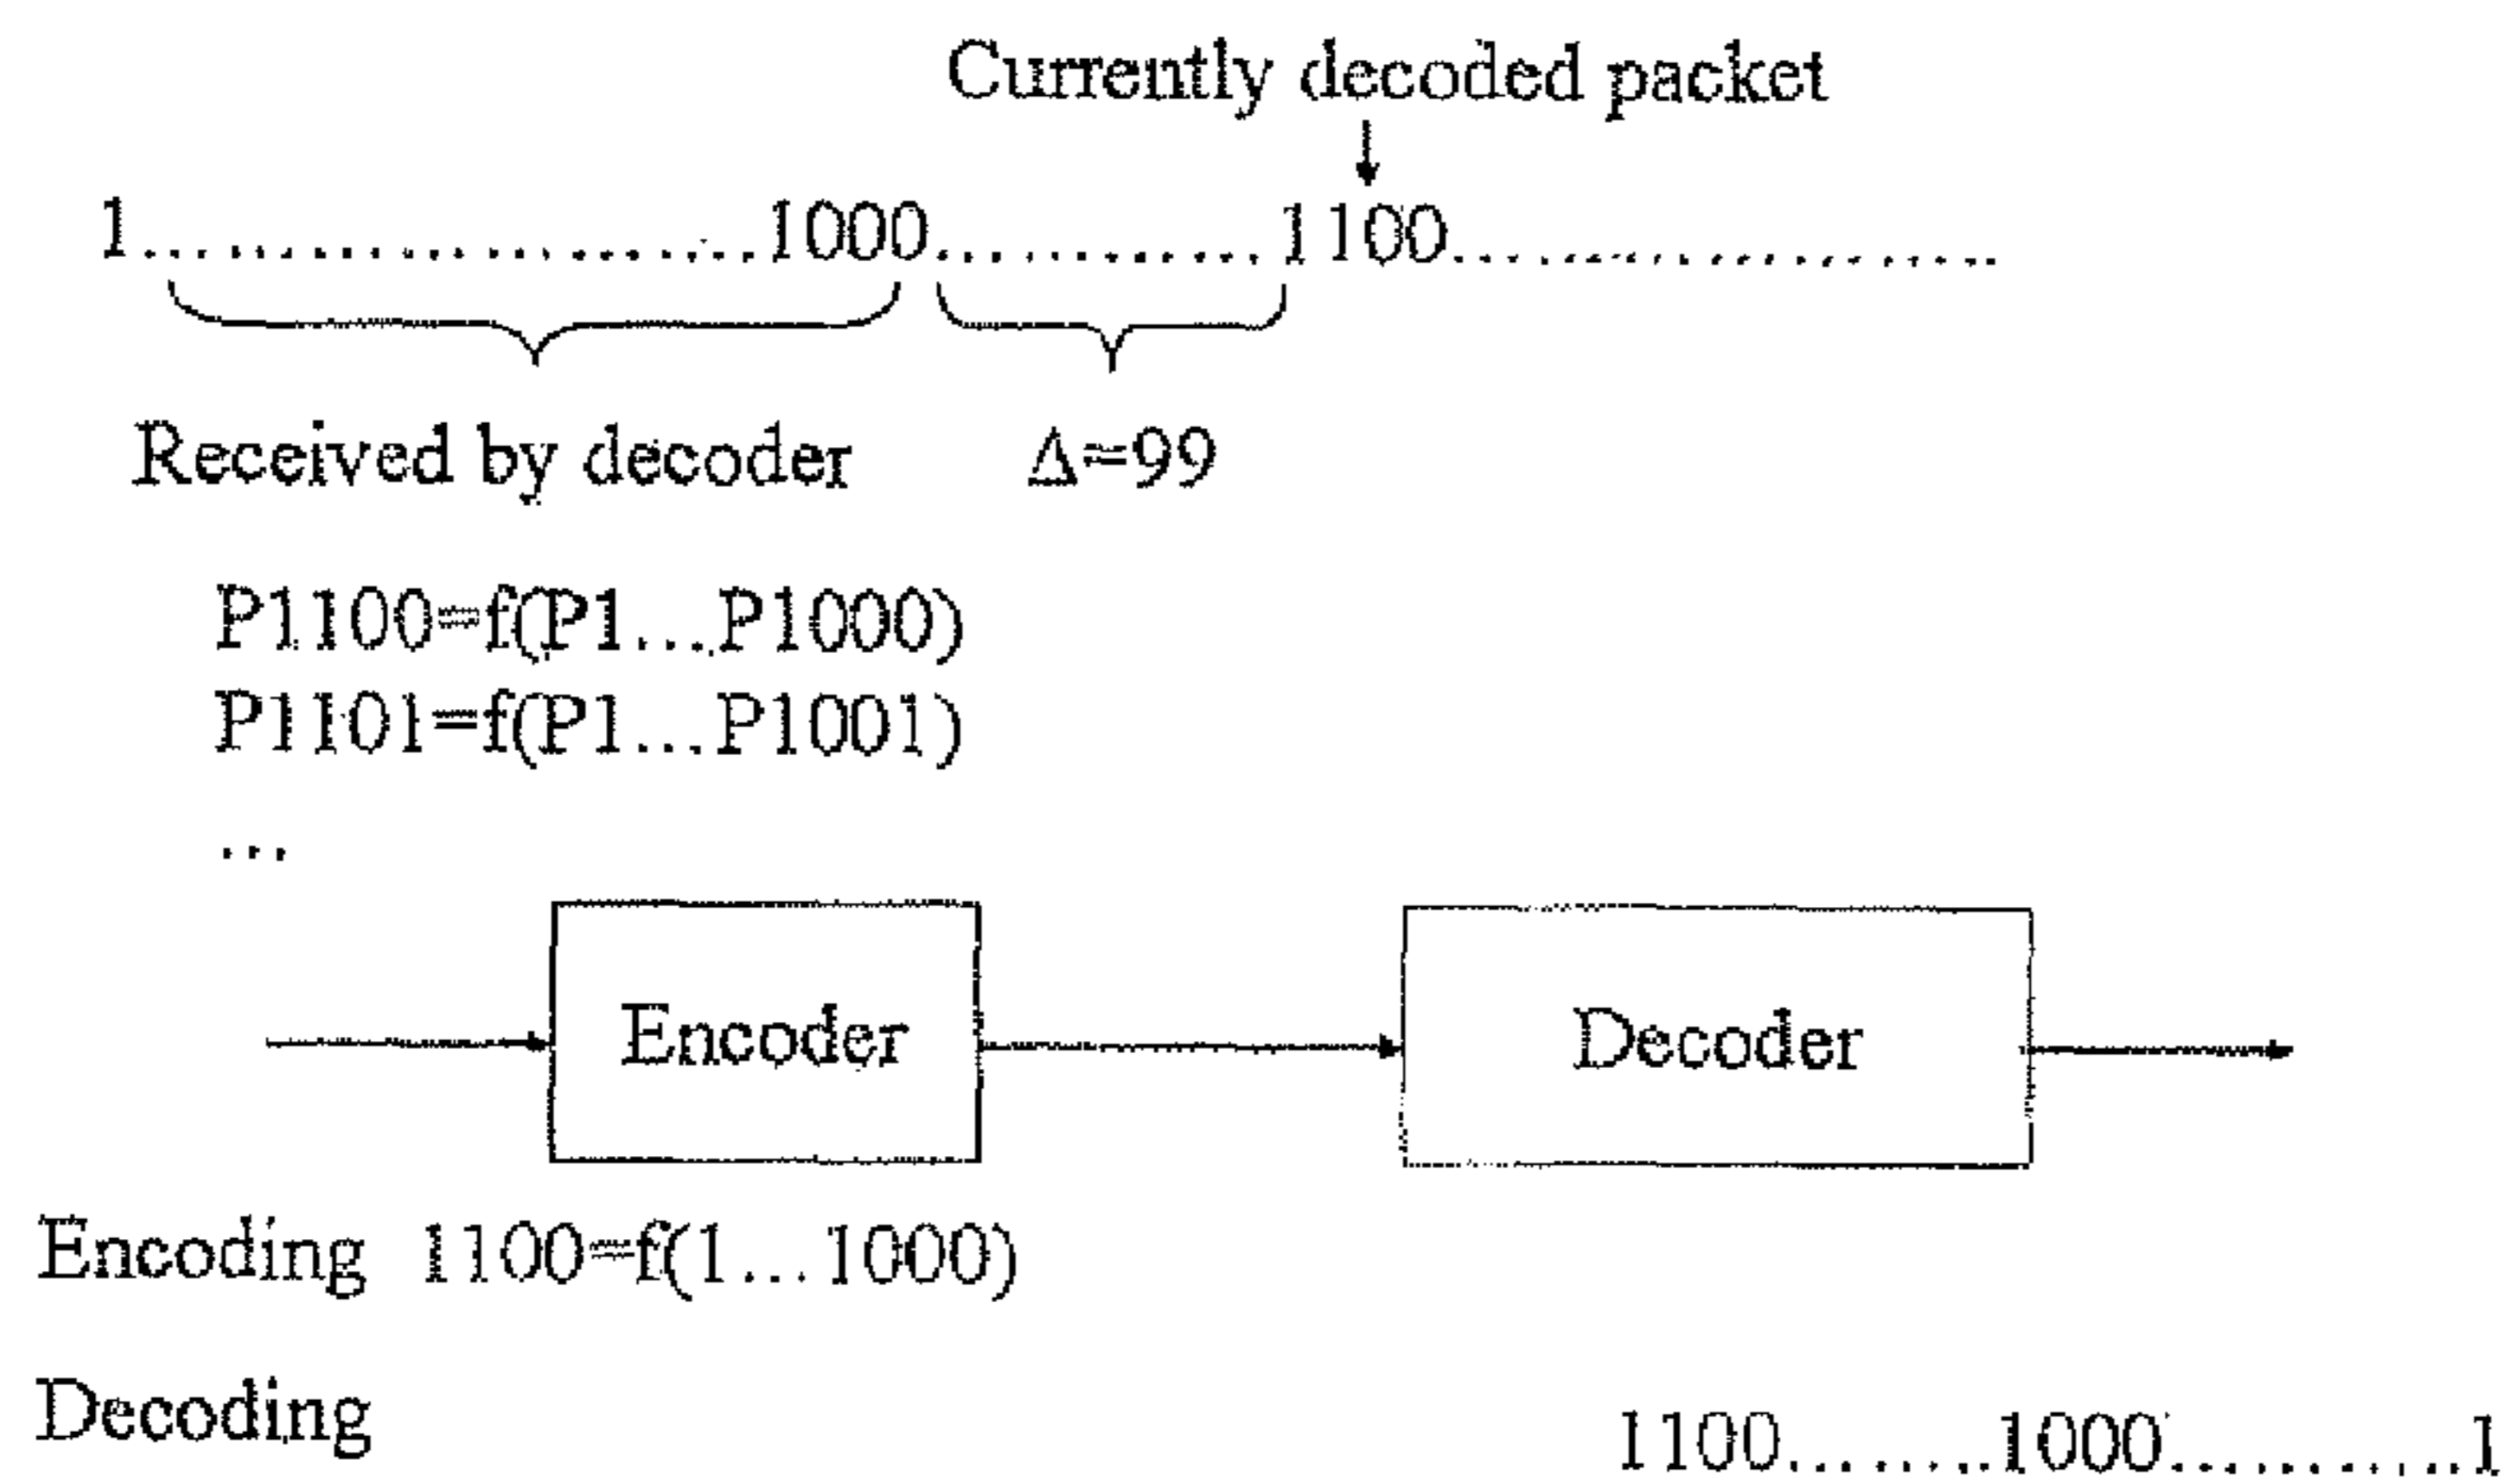 Currently decoded packet
1...................1000............1100....................
Received by decoder Δ=99
P1100=f(P1...P1000)
P1101=f(P1...P1001)
...
Encoder Decoder
Encoding 1100=f(1...1000)
Decoding 1100........1000...........1